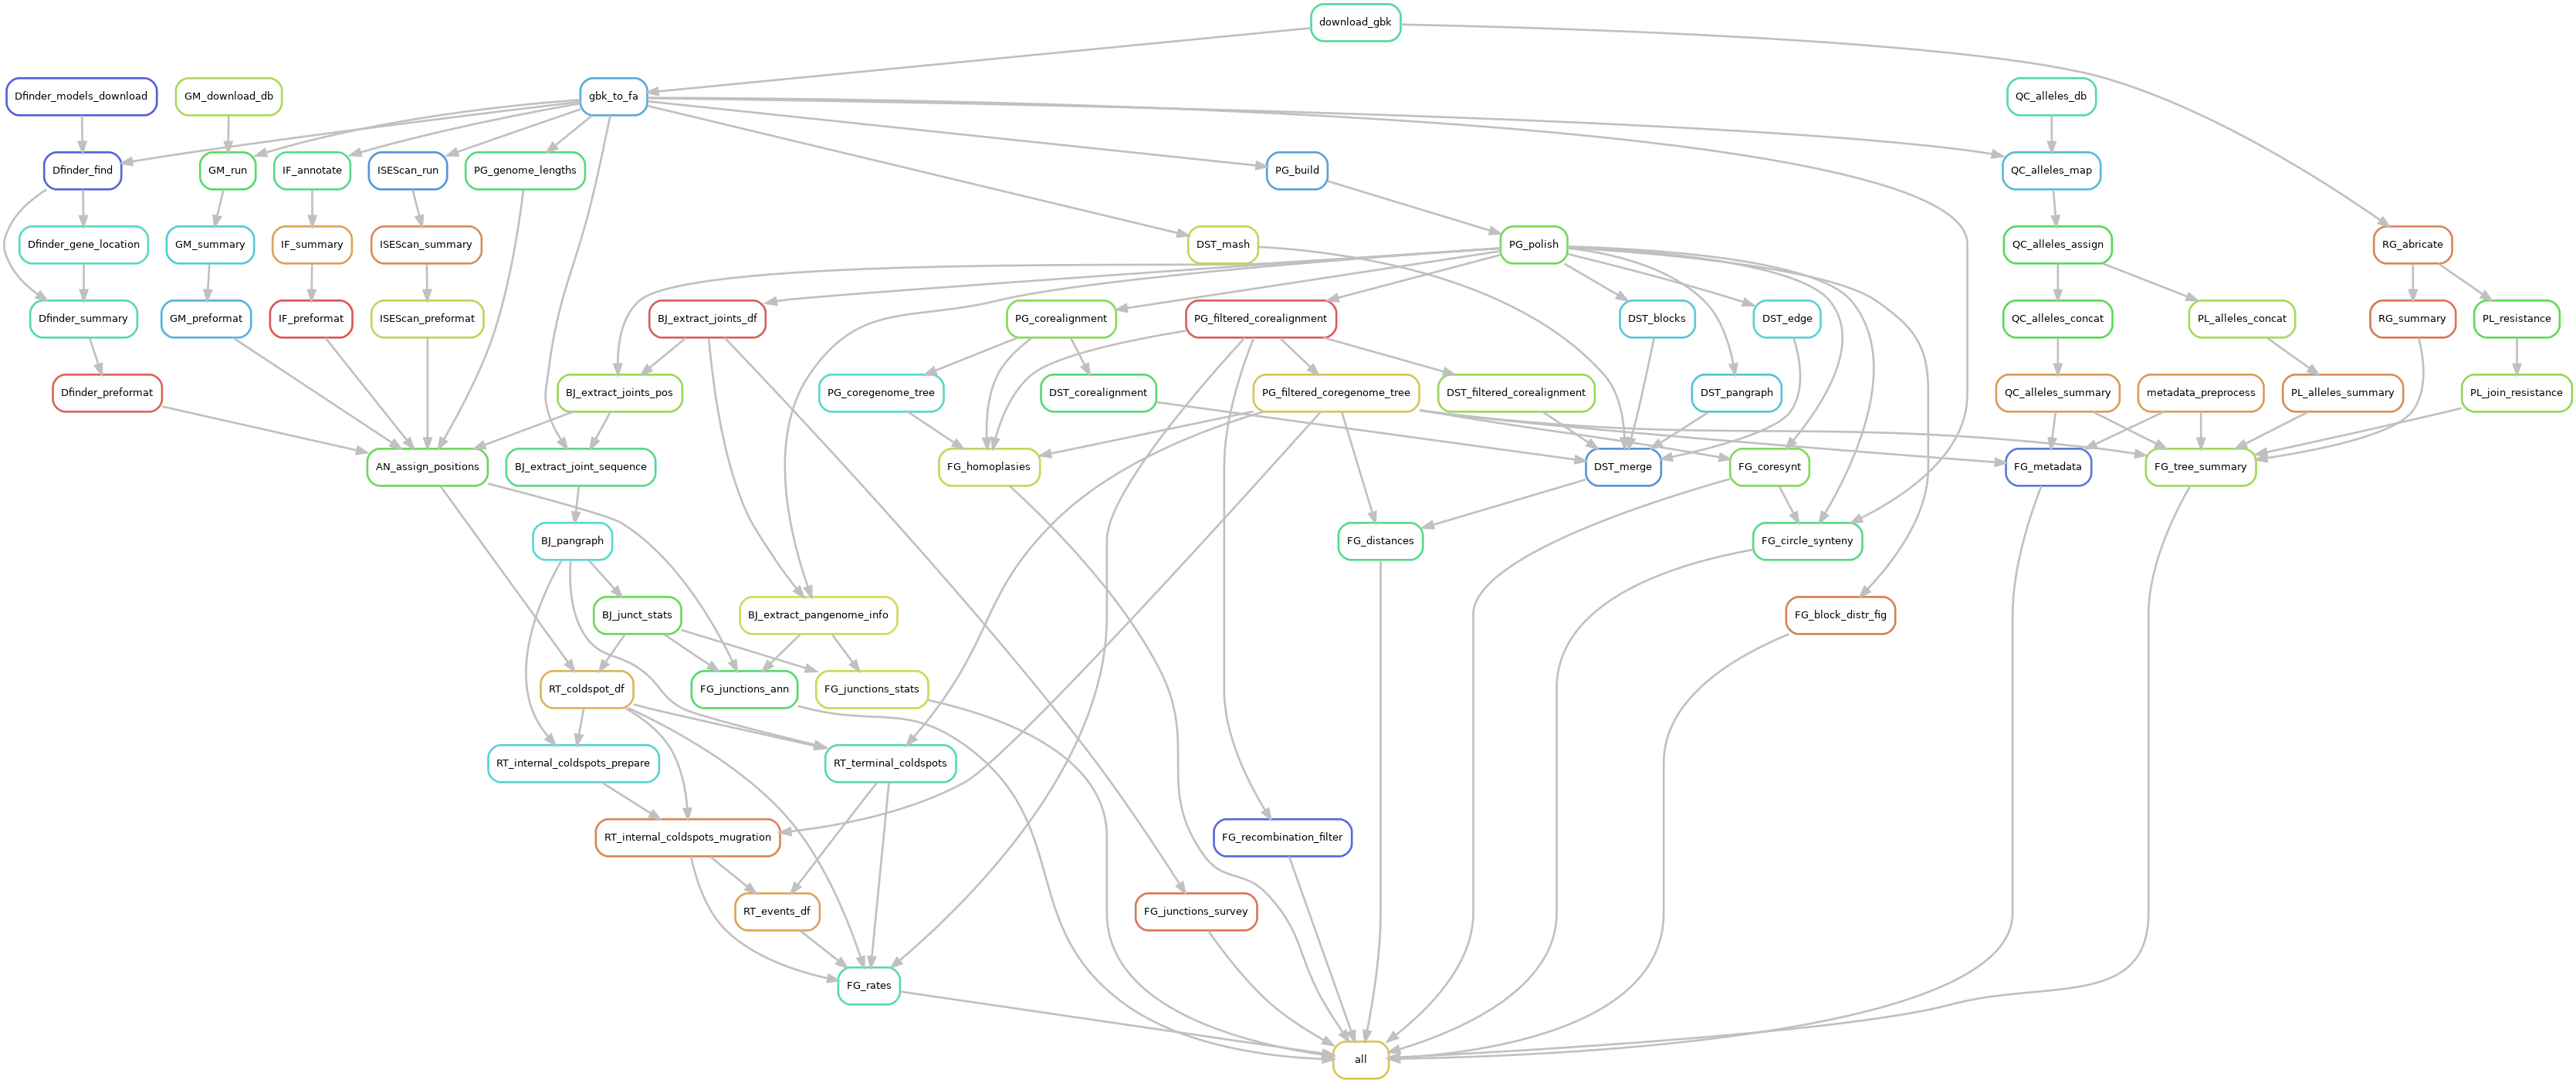 download_gbk
Dfinder_models_download
GM_download_db
gbk_to_fa
QC_alleles_db
Dfinder_find
GM_run
IF_annotate
ISEScan_run
PG_genome_lengths
PG_build
QC_alleles_map
Dfinder_gene_location
GM_summary
IF_summary
ISEScan_summary
DST_mash
PG_polish
QC_alleles_assign
RG_abricate
Dfinder_summary
GM_preformat
IF_preformat
ISEScan_preformat
BJ_extract_joints_df
PG_corealignment
PG_filtered_corealignment
DST_blocks
DST_edge
QC_alleles_concat
PL_alleles_concat
RG_summary
PL_resistance
Dfinder_preformat
BJ_extract_joints_pos
PG_coregenome_tree
DST_corealignment
PG_filtered_coregenome_tree
DST_filtered_corealignment
DST_pangraph
QC_alleles_summary
metadata_preprocess
PL_alleles_summary
PL_join_resistance
AN_assign_positions
BJ_extract_joint_sequence
FG_homoplasies
DST_merge
FG_coresynt
FG_metadata
FG_tree_summary
BJ_pangraph
FG_distances
FG_circle_synteny
BJ_junct_stats
BJ_extract_pangenome_info
FG_block_distr_fig
RT_coldspot_df
FG_junctions_ann
FG_junctions_stats
RT_internal_coldspots_prepare
RT_terminal_coldspots
RT_internal_coldspots_mugration
FG_recombination_filter
RT_events_df
FG_junctions_survey
FG_rates
all